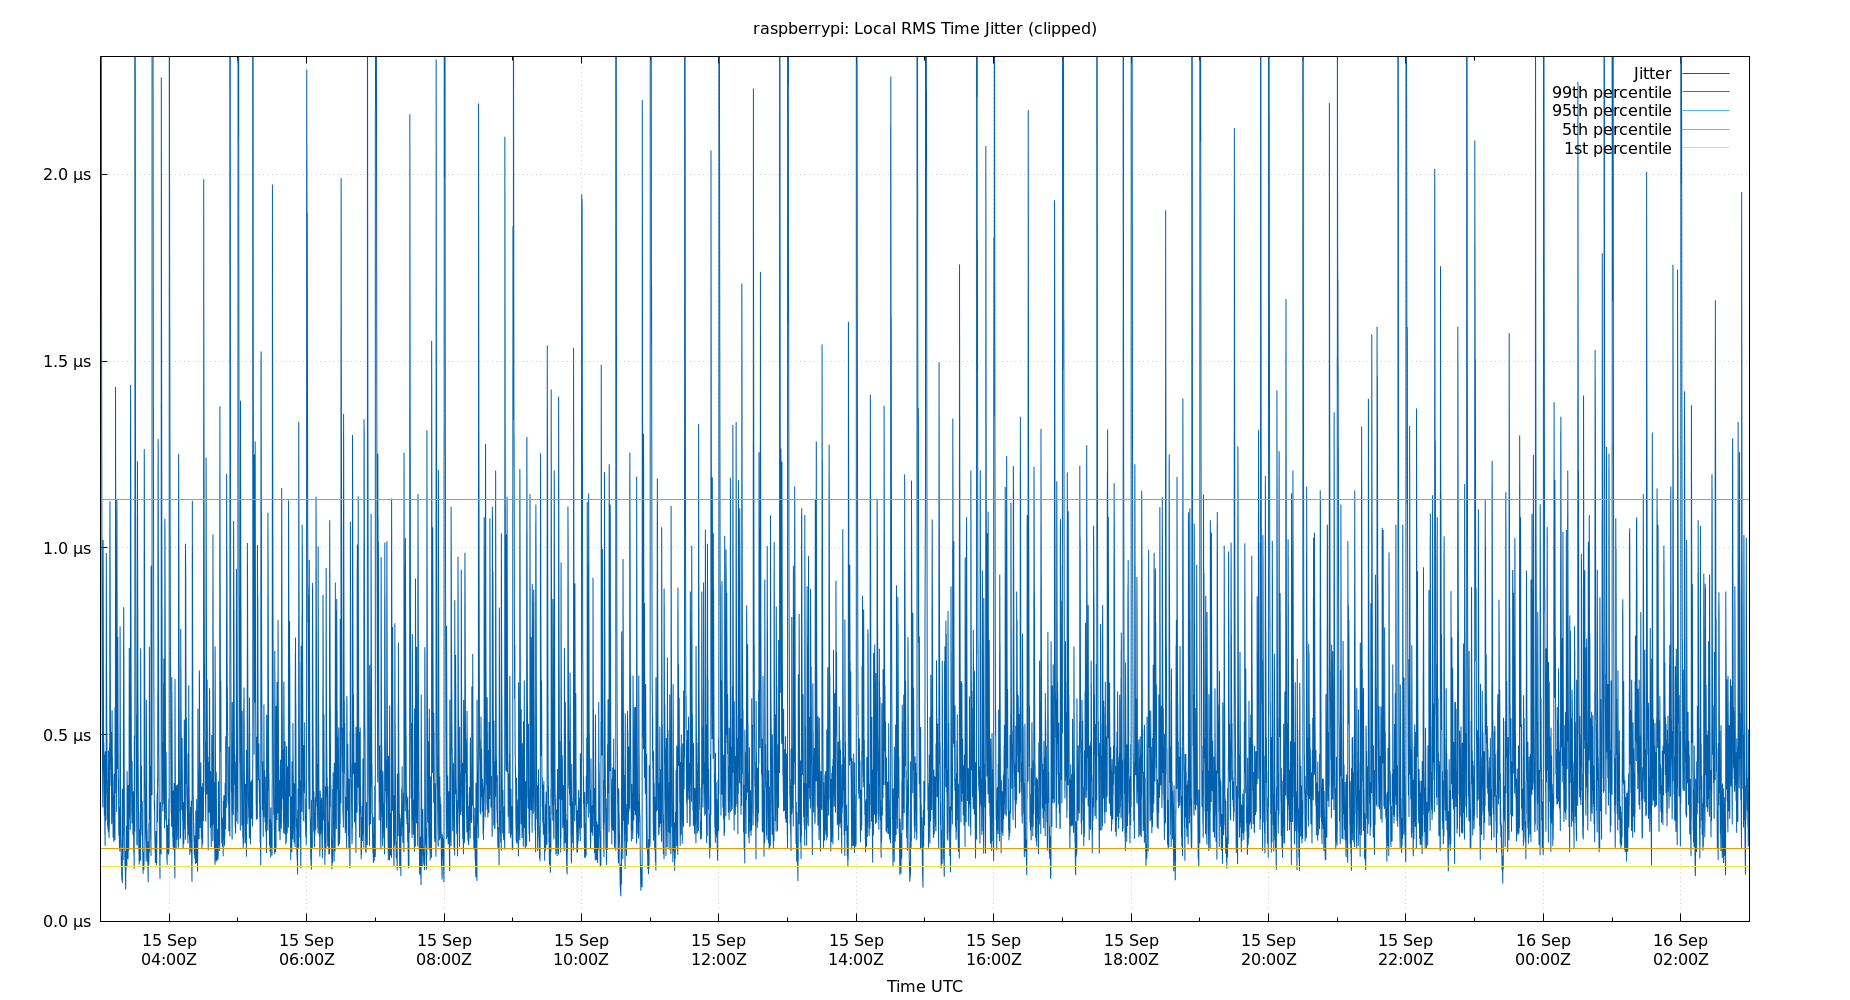 raspberrypi: Local RMS Time Jitter (clipped)
Jitter
99th percentile
95th percentile
5th percentile
1st percentile
2.0 µs
1.5 µs
1.0 µs
0.5 µs
0.0 µs
15 Sep 15 Sep 15 Sep 15 Sep 15 Sep 15 Sep 15 Sep 15 Sep 15 Sep 15 Sep 16 Sep 16 Sep
04:00Z 06:00Z 08:00Z 10:00Z 12:00Z 14:00Z 16:00Z 18:00Z 20:00Z 22:00Z 00:00Z 02:00Z
Time UTC